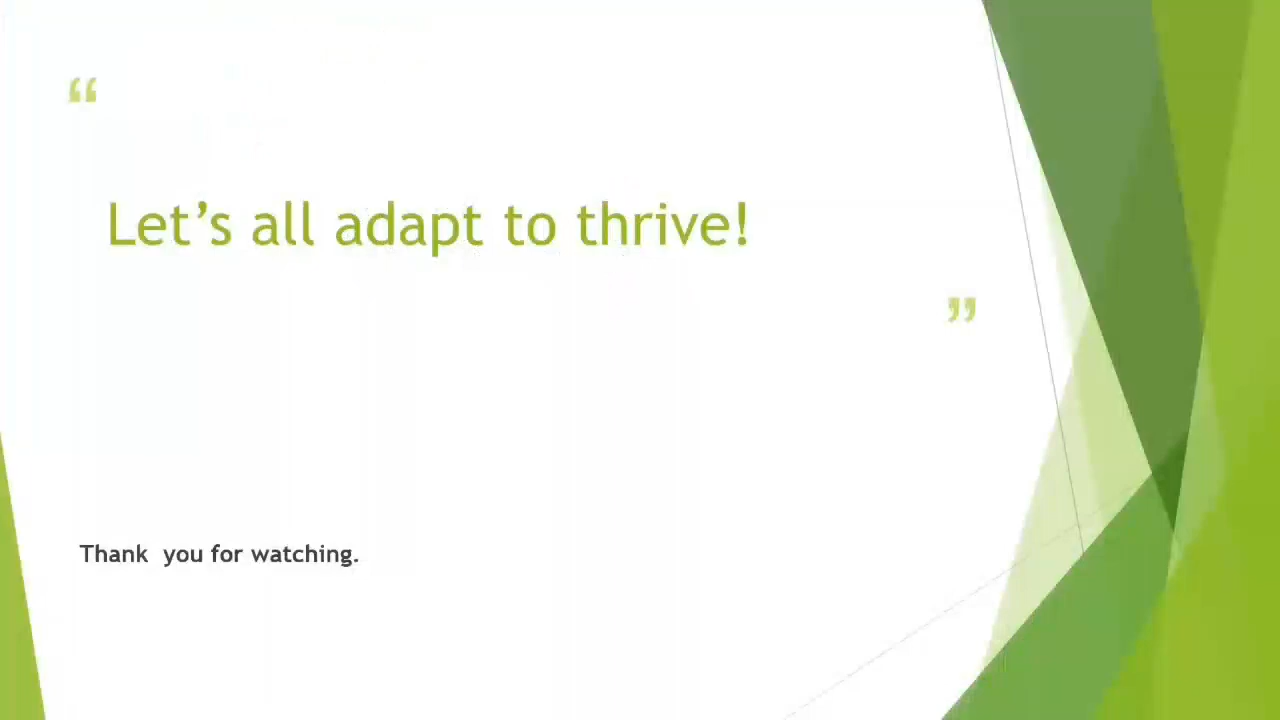 “
Let’s all adapt to thrive!
”
Thank  you for watching.